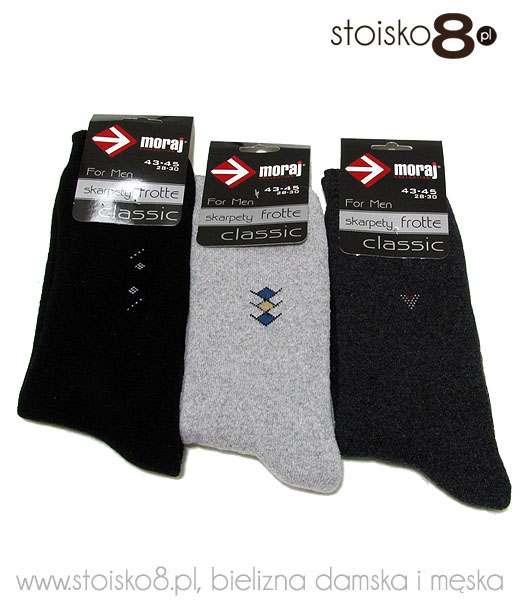 stoisko8.pl
moraj
43-45
28-30
For Men
skarpety frotte
classic
moraj
43-45
28-30
For Men
skarpety frotte
classic
moraj
43-45
28-30
For Men
skarpety frotte
classic
www.stoisko8.pl, bielizna damska i męska